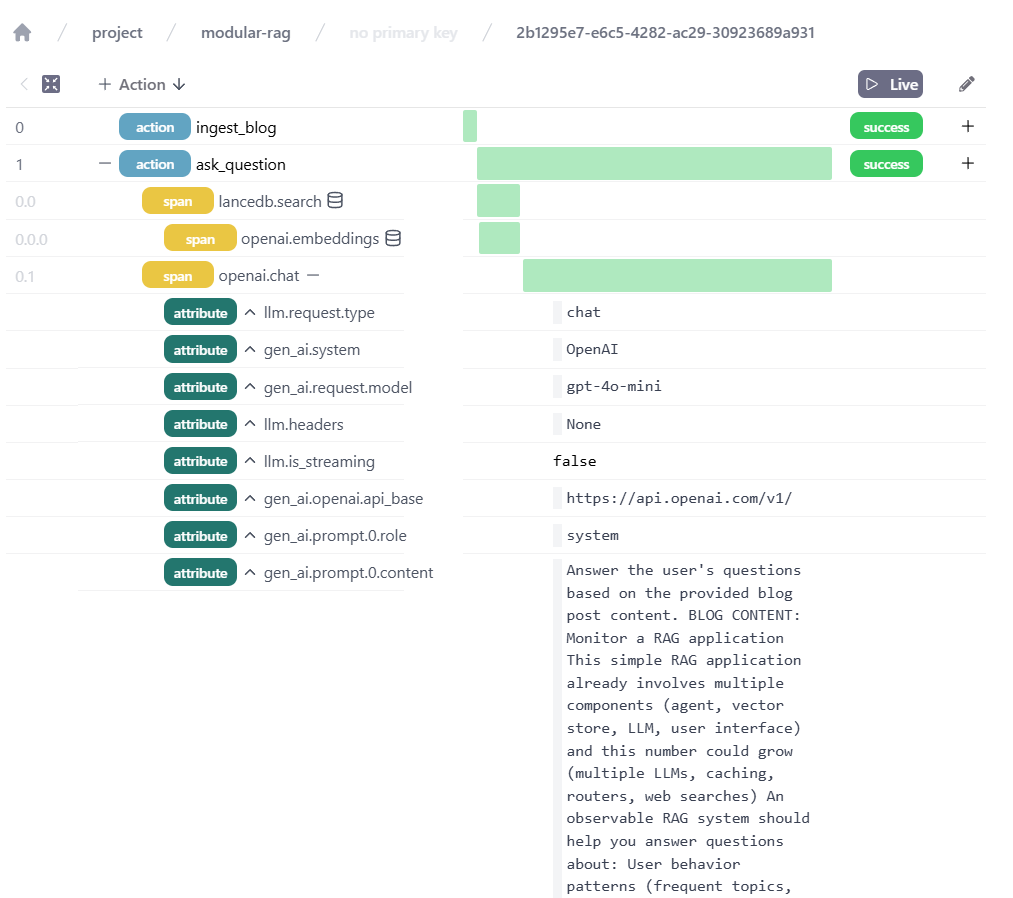 / project / modular-rag / no primary key / 2b1295e7-e6c5-4282-ac29-30923689a931
+ Action ↓ Live
0 action ingest_blog success +
1 — action ask_question success +
0.0 span lancedb.search
0.0.0 span openai.embeddings
0.1 span openai.chat —
attribute llm.request.type chat
attribute gen_ai.system OpenAI
attribute gen_ai.request.model gpt-4o-mini
attribute llm.headers None
attribute llm.is_streaming false
attribute gen_ai.openai.api_base https://api.openai.com/v1/
attribute gen_ai.prompt.0.role system
attribute gen_ai.prompt.0.content Answer the user's questions
based on the provided blog
post content. BLOG CONTENT:
Monitor a RAG application
This simple RAG application
already involves multiple
components (agent, vector
store, LLM, user interface)
and this number could grow
(multiple LLMs, caching,
routers, web searches) An
observable RAG system should
help you answer questions
about: User behavior
patterns (frequent topics,